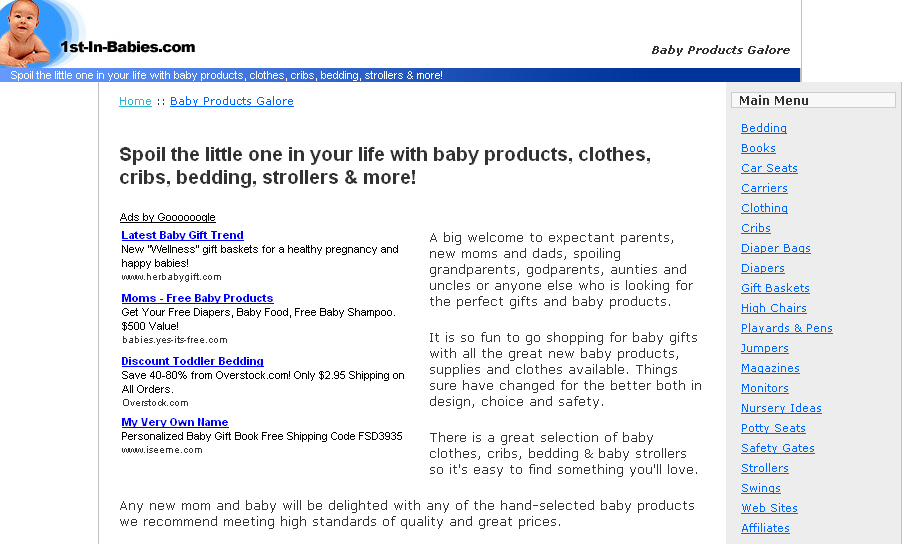 1st-In-Babies.com
Baby Products Galore
Spoil the little one in your life with baby products, clothes, cribs, bedding, strollers & more!
Home :: Baby Products Galore
Spoil the little one in your life with baby products, clothes,
cribs, bedding, strollers & more!
Ads by Goooooogle
Latest Baby Gift Trend
New "Wellness" gift baskets for a healthy pregnancy and
happy babies!
www.herbabygift.com
Moms - Free Baby Products
Get Your Free Diapers, Baby Food, Free Baby Shampoo.
$500 Value!
babies.yes-its-free.com
Discount Toddler Bedding
Save 40-80% from Overstock.com! Only $2.95 Shipping on
All Orders.
Overstock.com
My Very Own Name
Personalized Baby Gift Book Free Shipping Code FSD3935
www.iseeme.com
A big welcome to expectant parents,
new moms and dads, spoiling
grandparents, godparents, aunties and
uncles or anyone else who is looking for
the perfect gifts and baby products.
It is so fun to go shopping for baby gifts
with all the great new baby products,
supplies and clothes available. Things
sure have changed for the better both in
design, choice and safety.
There is a great selection of baby
clothes, cribs, bedding & baby strollers
so it's easy to find something you'll love.
Any new mom and baby will be delighted with any of the hand-selected baby products
we recommend meeting high standards of quality and great prices.
Main Menu
Bedding
Books
Car Seats
Carriers
Clothing
Cribs
Diaper Bags
Diapers
Gift Baskets
High Chairs
Playards & Pens
Jumpers
Magazines
Monitors
Nursery Ideas
Potty Seats
Safety Gates
Strollers
Swings
Web Sites
Affiliates